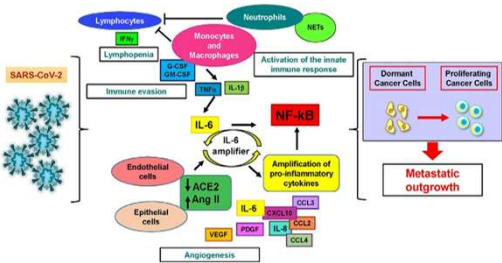 Lymphocytes
Neutrophils
NETs
IFNγ
Monocytes
and
Macrophages
Lymphopenia
G-CSF
GM-CSF
Activation of the innate
immune response
SARS-CoV-2
Immune evasion
TNFα
IL-1β
Dormant
Cancer Cells
Proliferating
Cancer Cells
IL-6
NF-kB
IL-6
amplifier
Endothelial
cells
Amplification of
pro-inflammatory
cytokines
Metastatic
outgrowth
ACE2
Ang II
Epithelial
cells
IL-6
CCL3
CXCL10
CCL2
VEGF
PDGF
IL-8
CCL4
Angiogenesis